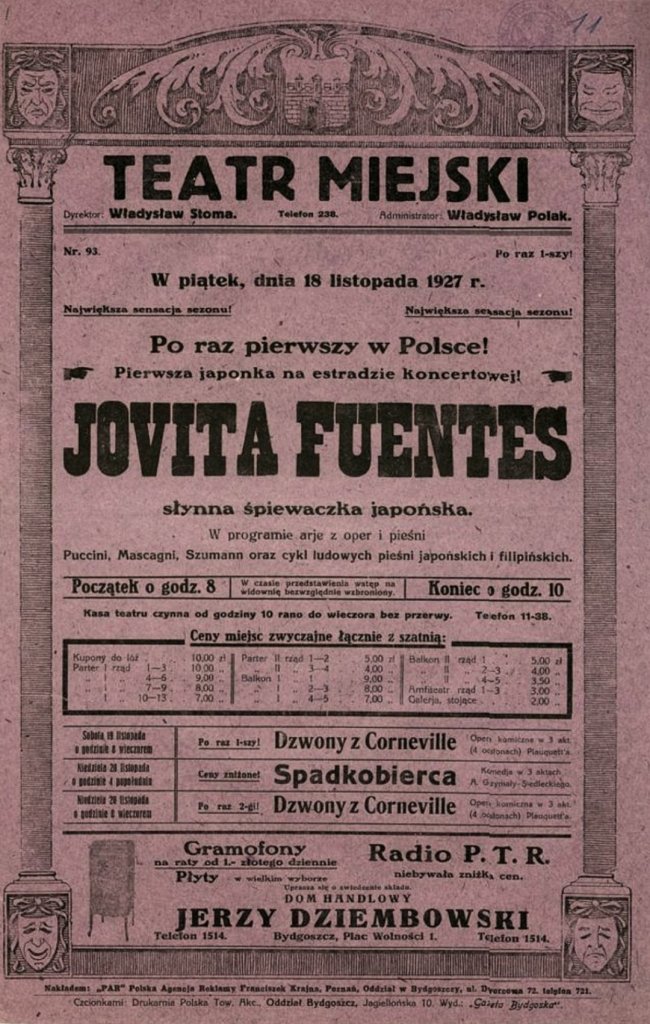 11
TEATR MIEJSKI
Dyrektor: Władysław Stoma. Telefon 238. Administrator: Władysław Polak.
Nr. 93. Po raz 1-szy!
W piątek, dnia 18 listopada 1927 r.
Największa sensacja sezonu! Największa sensacja sezonu!
Po raz pierwszy w Polsce!
Pierwsza japonka na estradzie koncertowej!
JOVITA FUENTES
słynna śpiewaczka japońska.
W programie arje z oper i pieśni
Puccini, Mascagni, Szumann oraz cykl ludowych pieśni japońskich i filipińskich.
Początek o godz. 8 W czasie przedstawienia wstęp na widownię bezwzględnie wzbroniony. Koniec o godz. 10
Kasa teatru czynna od godziny 10 rano do wieczora bez przerwy. Telefon 11-38.
Ceny miejsc zwyczajne łącznie z szatnią:
Kupony do lóż . . 10,00 zł Parter II rząd 1—2 5,00 zł Balkon II rząd 1 5,00 zł
Parter I rząd 1—3 . 10,00 „ „ II „ 3—4 4,00 „ „ II „ 2—3 4,00 „
„ I „ 4—6 . 9,00 „ Balkon I „ 1 9,00 „ „ II „ 4—5 3,50 „
„ I „ 7—9 . 8,00 „ „ I „ 2—3 8,00 „ Amfiteatr rząd 1—3 3,00 „
„ I „ 10—13 . 7,00 „ „ I „ 4—5 7,00 „ Galerja, stojące . . 2,00 „
Sobota 19 listopada
o godzinie 8 wieczorem
Po raz 1-szy! Dzwony z Corneville
Opera komiczna w 3 akt.
(4 odsłonach) Plauquett'a.
Niedziela 20 listopada
o godzinie 4 popołudniu
Ceny zniżone! Spadkobierca
Komedja w 3 aktach
A. Grzymały-Siedleckiego.
Niedziela 20 listopada
o godzinie 8 wieczorem
Po raz 2-gi! Dzwony z Corneville
Opera komiczna w 3 akt.
(4 odsłonach) Plauquett'a.
Gramofony
na raty od 1.- złotego dziennie
Płyty w wielkim wyborze
Radio P. T. R.
niebywała zniżka cen.
Uprasza się o zwiedzenie składu.
DOM HANDLOWY
JERZY DZIEMBOWSKI
Telefon 1514. Bydgoszcz, Plac Wolności 1. Telefon 1514.
Nakładem: „PAR" Polska Agencja Reklamy Franciszek Krajna, Poznań, Oddział w Bydgoszczy, ul. Dworcowa 72. telefon 721.
Czcionkami: Drukarnia Polska Tow. Akc., Oddział Bydgoszcz, Jagiellońska 10. Wyd.: „Gazeta Bydgoska".